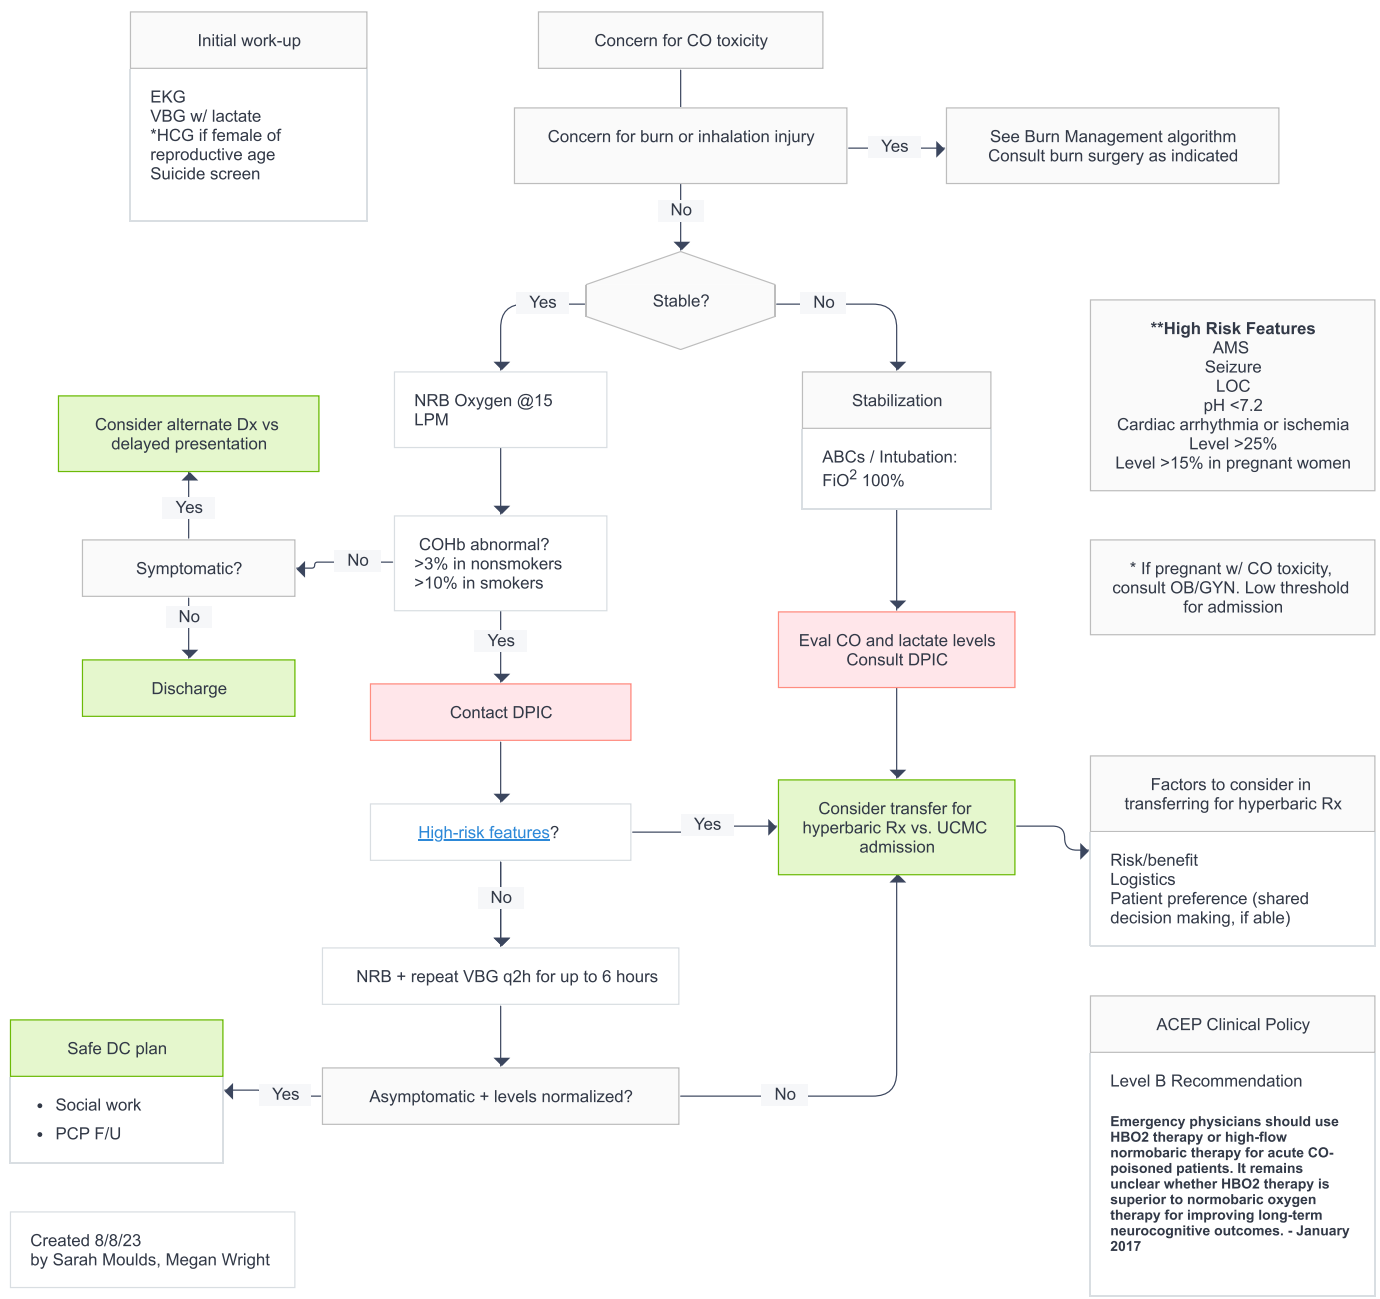 Initial work-up
EKG
VBG w/ lactate
*HCG if female of
reproductive age
Suicide screen
Concern for CO toxicity
Concern for burn or inhalation injury
Yes
See Burn Management algorithm
Consult burn surgery as indicated
No
Stable?
Yes
No
**High Risk Features
AMS
Seizure
LOC
pH <7.2
Cardiac arrhythmia or ischemia
Level >25%
Level >15% in pregnant women
NRB Oxygen @15
LPM
Stabilization
ABCs / Intubation:
FiO2 100%
Consider alternate Dx vs
delayed presentation
Yes
Symptomatic?
No
COHb abnormal?
>3% in nonsmokers
>10% in smokers
No
Discharge
Yes
* If pregnant w/ CO toxicity,
consult OB/GYN. Low threshold
for admission
Eval CO and lactate levels
Consult DPIC
Contact DPIC
High-risk features?
Yes
Consider transfer for
hyperbaric Rx vs. UCMC
admission
Factors to consider in
transferring for hyperbaric Rx
Risk/benefit
Logistics
Patient preference (shared
decision making, if able)
No
NRB + repeat VBG q2h for up to 6 hours
Asymptomatic + levels normalized?
Yes
No
Safe DC plan
• Social work
• PCP F/U
ACEP Clinical Policy
Level B Recommendation
Emergency physicians should use
HBO2 therapy or high-flow
normobaric therapy for acute CO-
poisoned patients. It remains
unclear whether HBO2 therapy is
superior to normobaric oxygen
therapy for improving long-term
neurocognitive outcomes. - January
2017
Created 8/8/23
by Sarah Moulds, Megan Wright